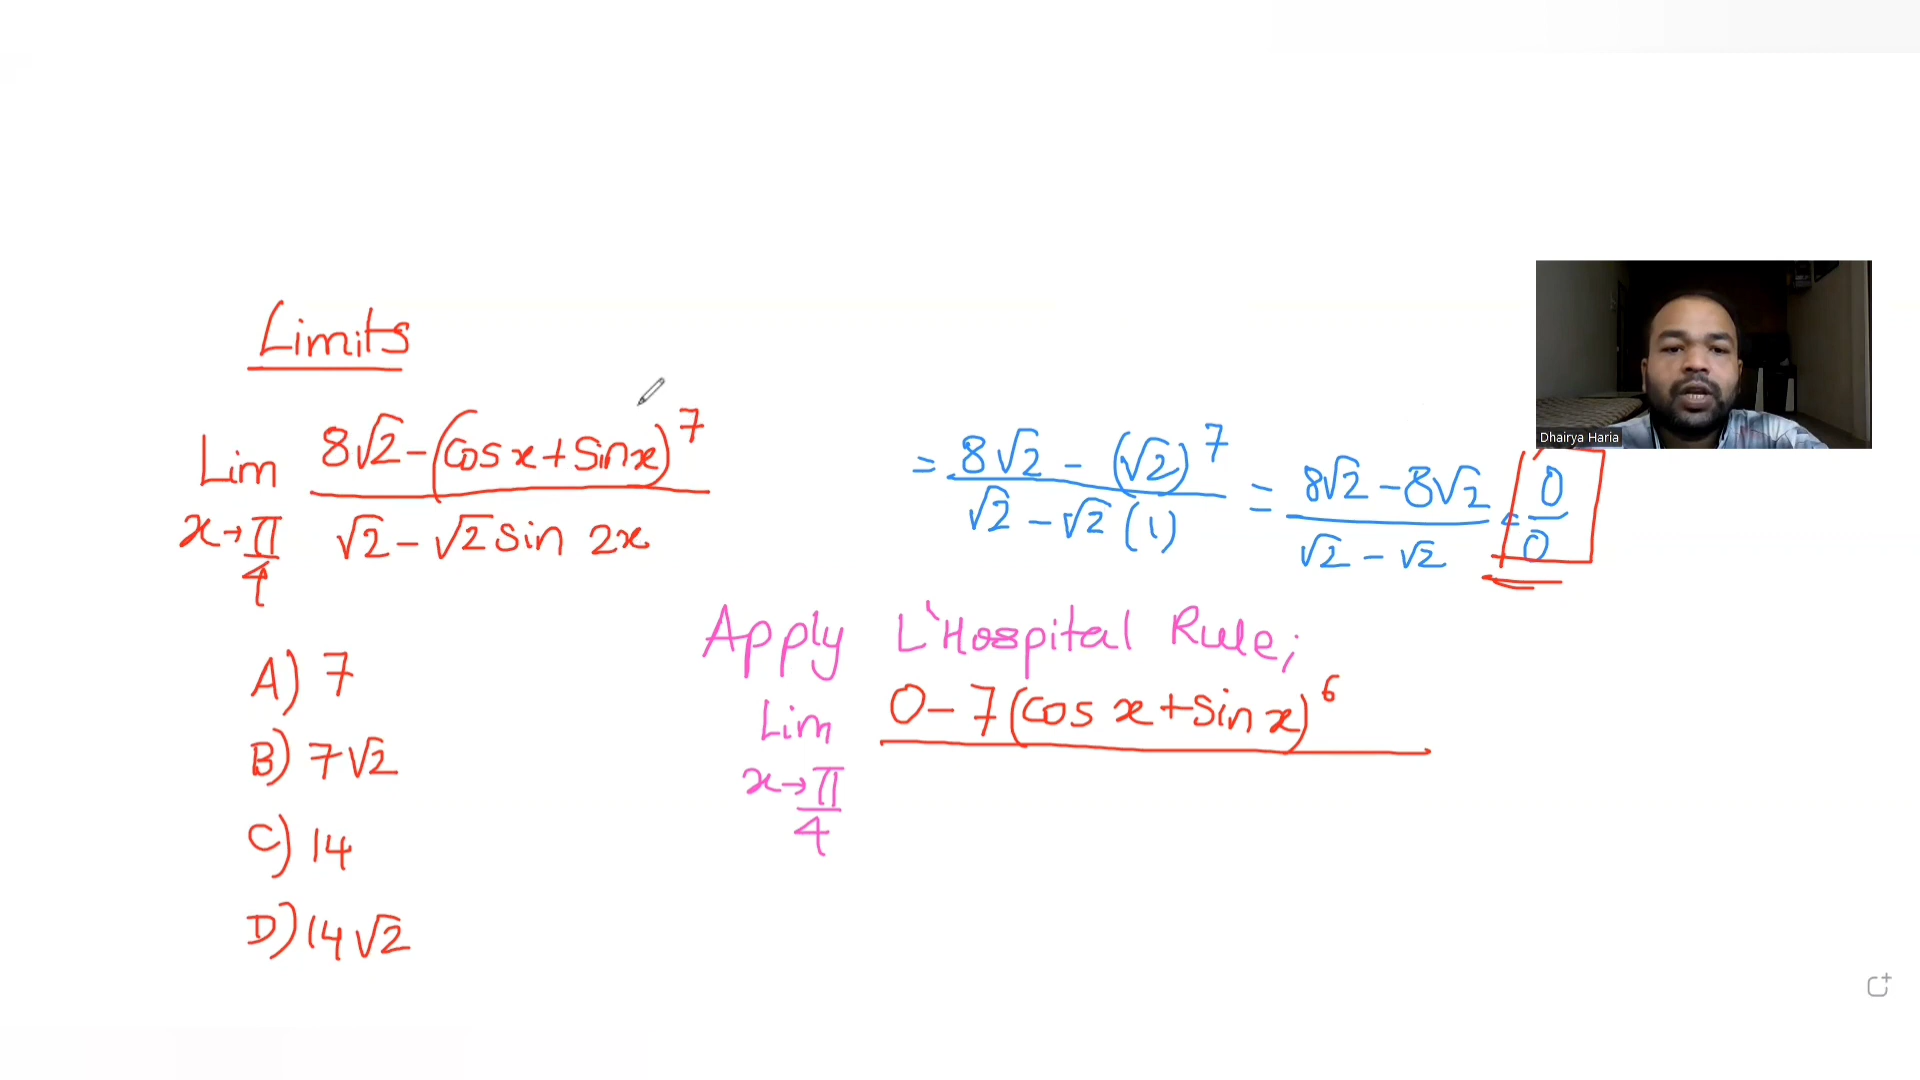 Limits
Lim x→π/4 (8√2 - (cos x + sin x)^7) / (√2 - √2 sin 2x)
= (8√2 - (√2)^7) / (√2 - √2 (1)) = (8√2 - 8√2) / (√2 - √2) = 0/0
Dhairya Haria
A) 7
B) 7√2
C) 14
D) 14√2
Apply L'Hospital Rule;
Lim x→π/4 0 - 7(cos x + sin x)^6